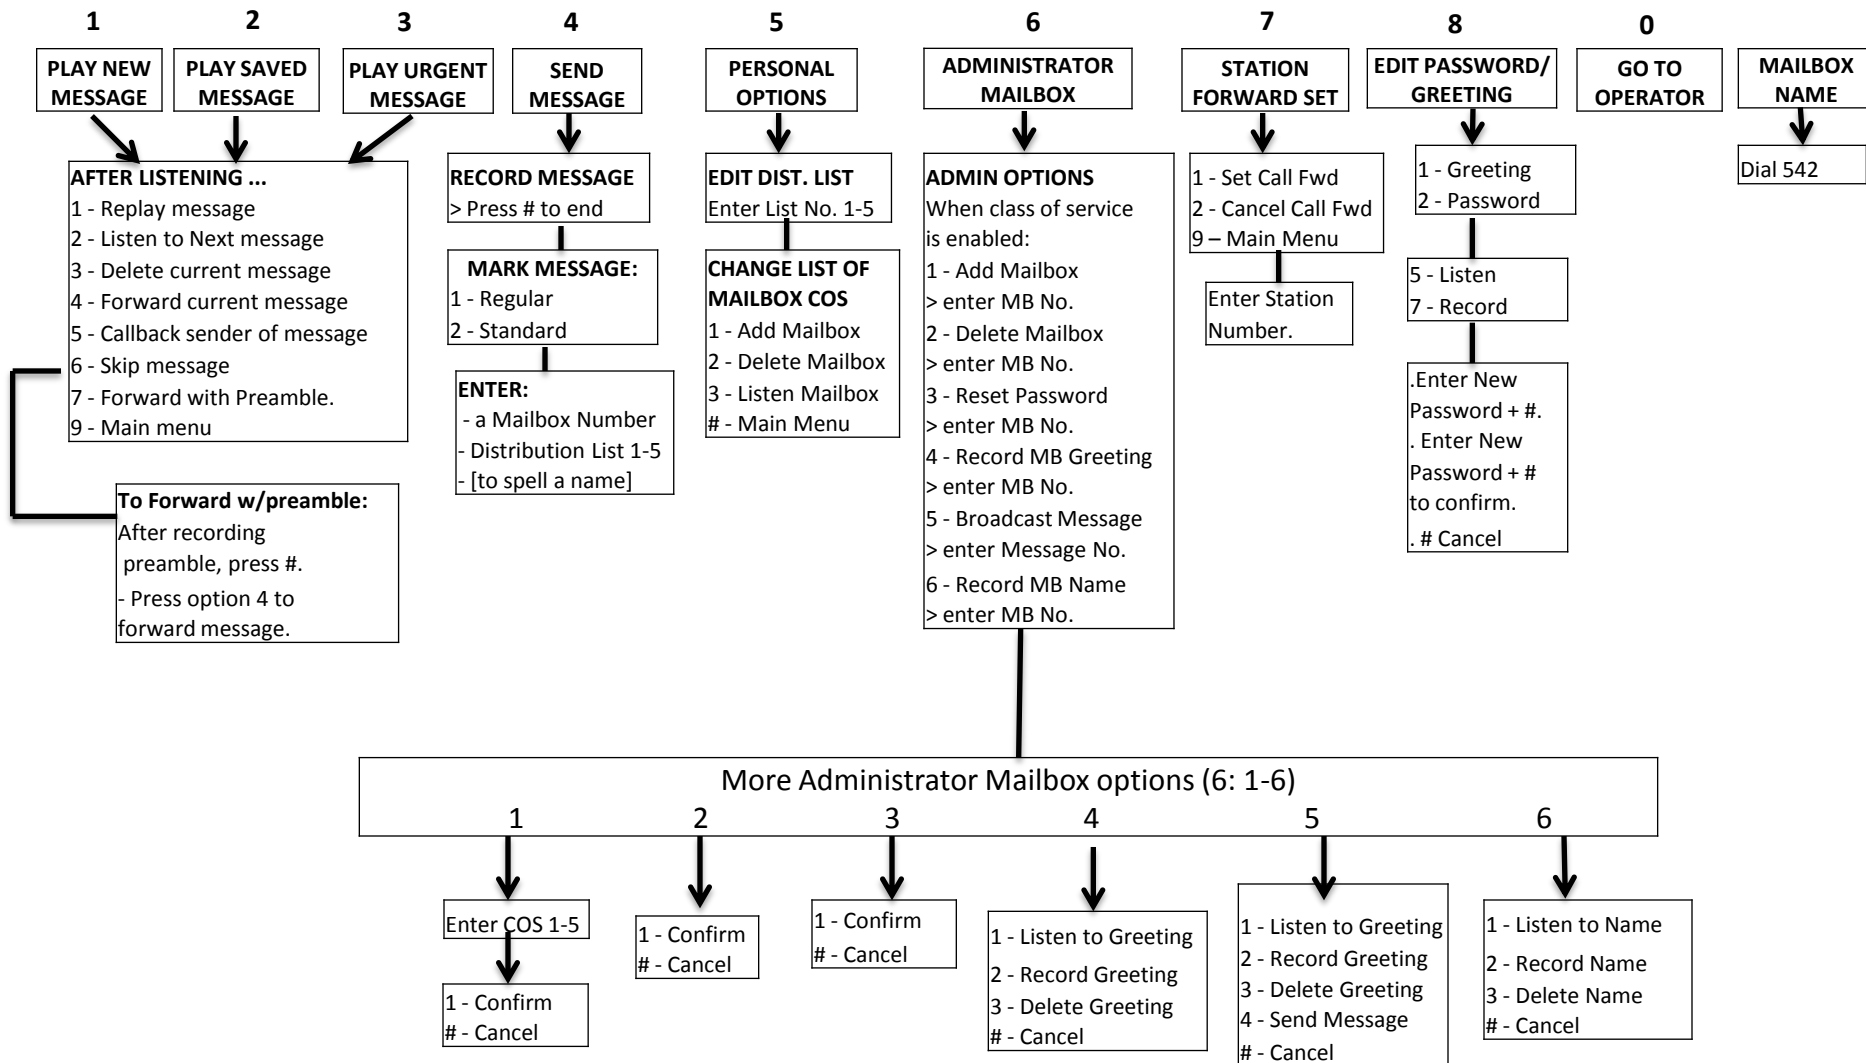 1
2
3
4
5
6
7
8
0
PLAY NEW
MESSAGE
PLAY SAVED
MESSAGE
PLAY URGENT
MESSAGE
SEND
MESSAGE
PERSONAL
OPTIONS
ADMINISTRATOR
MAILBOX
STATION
FORWARD SET
EDIT PASSWORD/
GREETING
GO TO
OPERATOR
MAILBOX
NAME
AFTER LISTENING ...
1 - Replay message
2 - Listen to Next message
3 - Delete current message
4 - Forward current message
5 - Callback sender of message
6 - Skip message
7 - Forward with Preamble.
9 - Main menu
To Forward w/preamble:
After recording
preamble, press #.
- Press option 4 to
forward message.
RECORD MESSAGE
> Press # to end
MARK MESSAGE:
1 - Regular
2 - Standard
ENTER:
- a Mailbox Number
- Distribution List 1-5
- [to spell a name]
EDIT DIST. LIST
Enter List No. 1-5
CHANGE LIST OF
MAILBOX COS
1 - Add Mailbox
2 - Delete Mailbox
3 - Listen Mailbox
# - Main Menu
ADMIN OPTIONS
When class of service
is enabled:
1 - Add Mailbox
> enter MB No.
2 - Delete Mailbox
> enter MB No.
3 - Reset Password
> enter MB No.
4 - Record MB Greeting
> enter MB No.
5 - Broadcast Message
> enter Message No.
6 - Record MB Name
> enter MB No.
1 - Set Call Fwd
2 - Cancel Call Fwd
9 – Main Menu
Enter Station
Number.
1 - Greeting
2 - Password
5 - Listen
7 - Record
.Enter New
Password + #.
. Enter New
Password + #
to confirm.
. # Cancel
Dial 542
More Administrator Mailbox options (6: 1-6)
1
2
3
4
5
6
Enter COS 1-5
1 - Confirm
# - Cancel
1 - Confirm
# - Cancel
1 - Confirm
# - Cancel
1 - Listen to Greeting
2 - Record Greeting
3 - Delete Greeting
# - Cancel
1 - Listen to Greeting
2 - Record Greeting
3 - Delete Greeting
4 - Send Message
# - Cancel
1 - Listen to Name
2 - Record Name
3 - Delete Name
# - Cancel